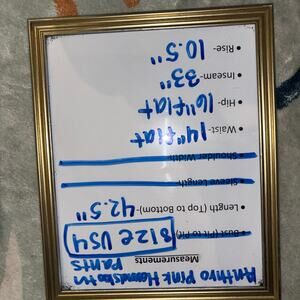 Anthro Pink Houndstooth
Pants
Measurements
• Bust (Pit to Pit)
Size US4
• Length (Top to Bottom)- 42.5"
• Sleeve Length
• Shoulder Width
• Waist- 14" flat
• Hip- 16" flat
• Inseam- 33"
• Rise- 10.5"